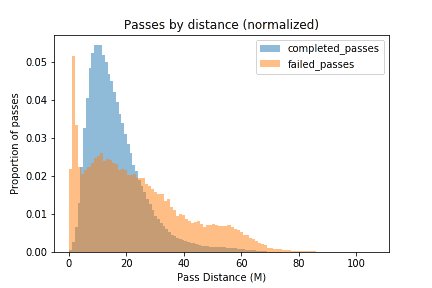 Passes by distance (normalized)
completed_passes
failed_passes
Proportion of passes
0.05
0.04
0.03
0.02
0.01
0.00
0
20
40
60
80
100
Pass Distance (M)